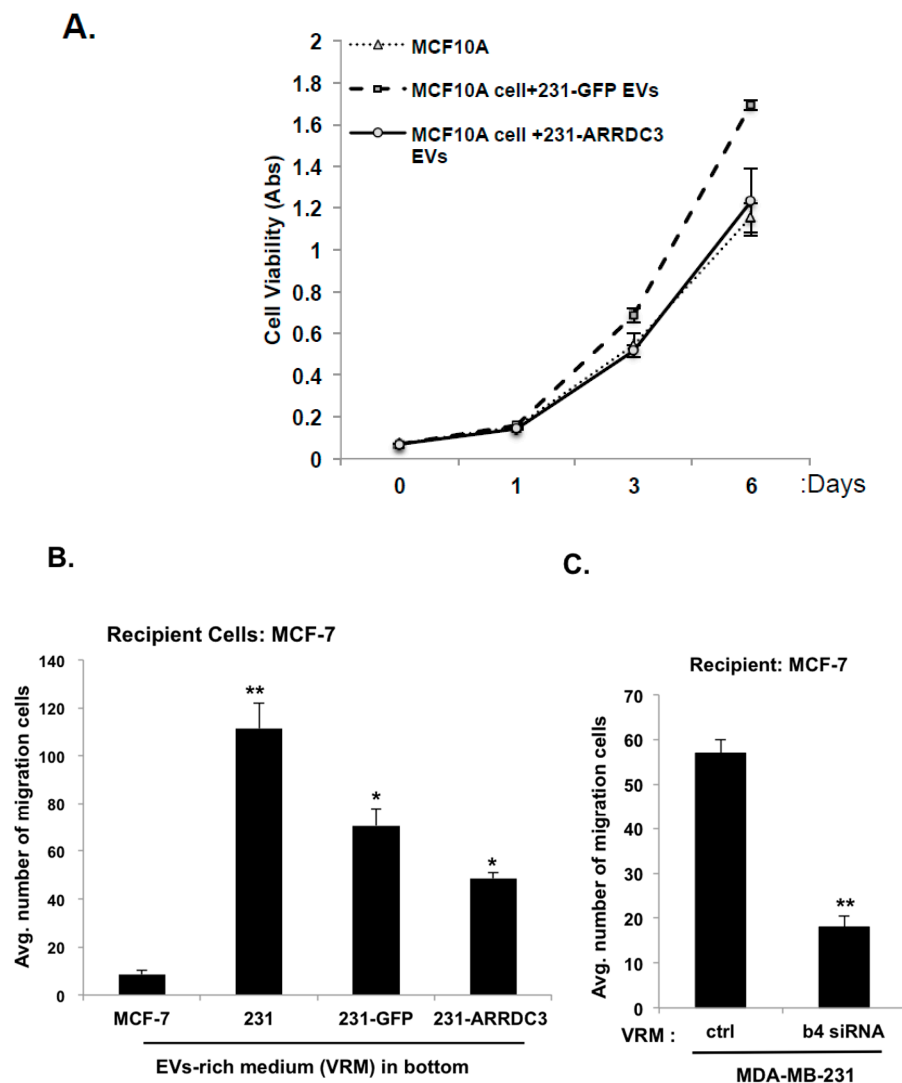 A.
2
1.8
1.6
1.4
1.2
1
0.8
0.6
0.4
0.2
0
Cell Viability (Abs)
MCF10A
MCF10A cell+231-GFP EVs
MCF10A cell +231-ARRDC3
EVs
0 1 3 6 :Days
B.
Recipient Cells: MCF-7
140
120
100
80
60
40
20
0
Avg. number of migration cells
**
*
*
MCF-7 231 231-GFP 231-ARRDC3
EVs-rich medium (VRM) in bottom
C.
Recipient: MCF-7
70
60
50
40
30
20
10
0
Avg. number of migration cells
**
VRM : ctrl b4 siRNA
MDA-MB-231